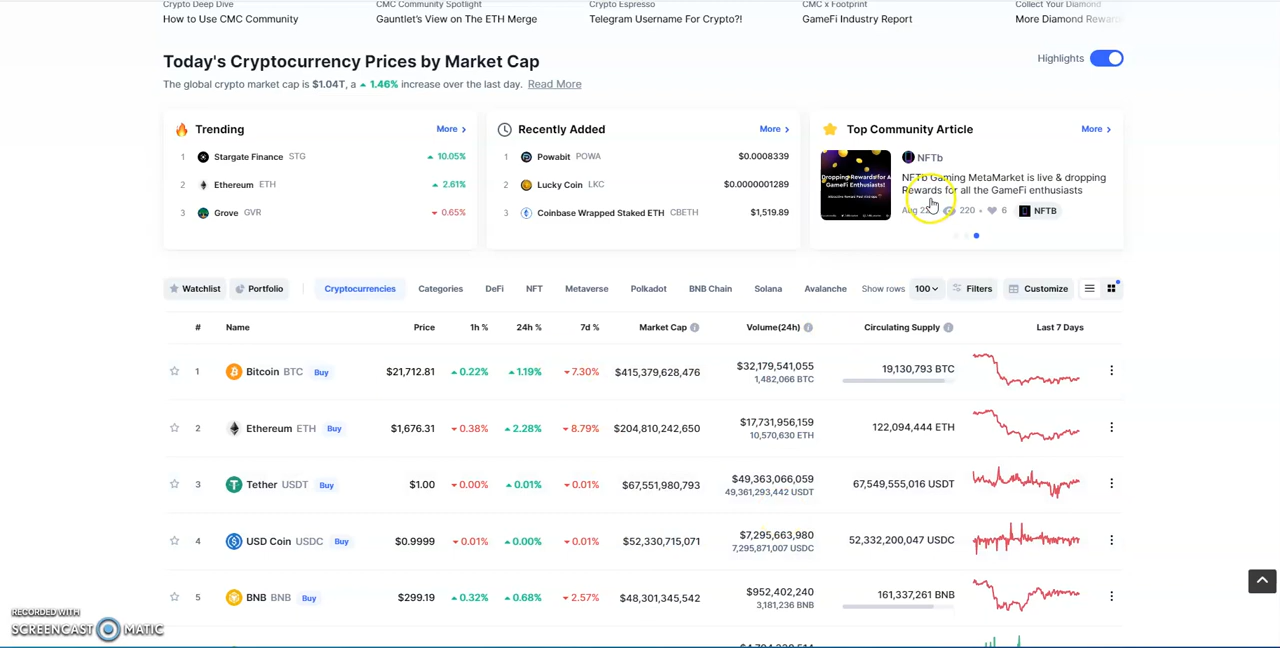 Crypto Deep Dive
How to Use CMC Community
CMC Community Spotlight
Gauntlet's View on The ETH Merge
Crypto Espresso
Telegram Username For Crypto?!
CMC x Footprint
GameFi Industry Report
Collect Your Diamond
More Diamond
Today's Cryptocurrency Prices by Market Cap
Highlights
The global crypto market cap is $1.04T, a 1.46% increase over the last day. Read More
Trending More
1 Stargate Finance STG 10.05%
2 Ethereum ETH 2.61%
3 Grove GVR 0.65%
Recently Added More
1 Powabit POWA $0.0008339
2 Lucky Coin LKC $0.0000001289
3 Coinbase Wrapped Staked ETH CBETH $1,519.89
Top Community Article More
Dropping Rewards for A
GameFi Enthusiasts!
NFTb
NFTb Gaming MetaMarket is live & dropping
Rewards for all the GameFi enthusiasts
Aug 220 • 6 NFTB
Watchlist Portfolio Cryptocurrencies Categories DeFi NFT Metaverse Polkadot BNB Chain Solana Avalanche Show rows 100 Filters Customize
# Name Price 1h % 24h % 7d % Market Cap Volume(24h) Circulating Supply Last 7 Days
1 Bitcoin BTC Buy $21,712.81 0.22% 1.19% 7.30% $415,379,628,476 $32,179,541,055 19,130,793 BTC
1,482,066 BTC
2 Ethereum ETH Buy $1,676.31 0.38% 2.28% 8.79% $204,810,242,650 $17,731,956,159 122,094,444 ETH
10,570,630 ETH
3 Tether USDT Buy $1.00 0.00% 0.01% 0.01% $67,551,980,793 $49,363,066,059 67,549,555,016 USDT
49,361,293,442 USDT
4 USD Coin USDC Buy $0.9999 0.01% 0.00% 0.01% $52,330,715,071 $7,295,663,980 52,332,200,047 USDC
7,295,871,007 USDC
5 BNB BNB Buy $299.19 0.32% 0.68% 2.57% $48,301,345,542 $952,402,240 161,337,261 BNB
3,181,236 BNB
RECORDED WITH
SCREENCAST MATIC